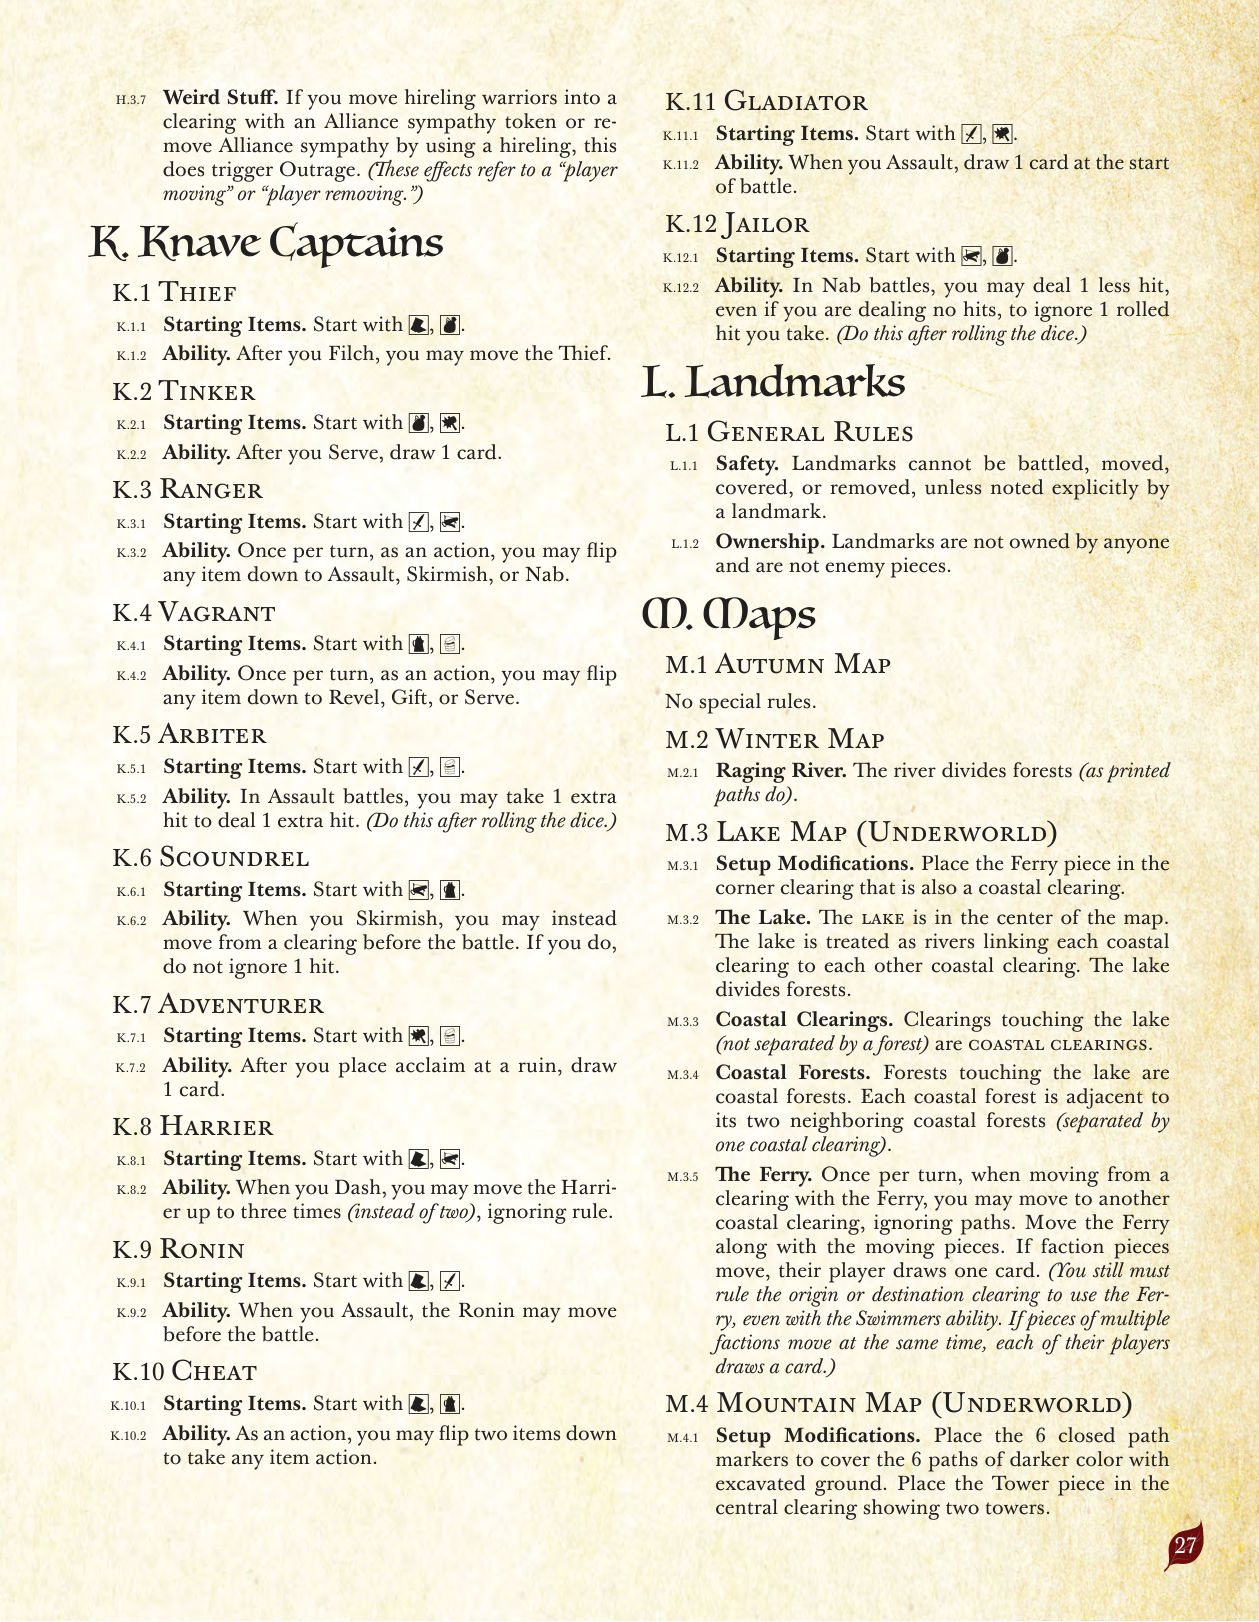 H.3.7 Weird Stuff. If you move hireling warriors into a
clearing with an Alliance sympathy token or re-
move Alliance sympathy by using a hireling, this
does trigger Outrage. (These effects refer to a “player
moving” or “player removing.”)
K. Knave Captains
K.1 Thief
K.1.1 Starting Items. Start with , .
K.1.2 Ability. After you Filch, you may move the Thief.
K.2 Tinker
K.2.1 Starting Items. Start with , .
K.2.2 Ability. After you Serve, draw 1 card.
K.3 Ranger
K.3.1 Starting Items. Start with , .
K.3.2 Ability. Once per turn, as an action, you may flip
any item down to Assault, Skirmish, or Nab.
K.4 Vagrant
K.4.1 Starting Items. Start with , .
K.4.2 Ability. Once per turn, as an action, you may flip
any item down to Revel, Gift, or Serve.
K.5 Arbiter
K.5.1 Starting Items. Start with , .
K.5.2 Ability. In Assault battles, you may take 1 extra
hit to deal 1 extra hit. (Do this after rolling the dice.)
K.6 Scoundrel
K.6.1 Starting Items. Start with , .
K.6.2 Ability. When you Skirmish, you may instead
move from a clearing before the battle. If you do,
do not ignore 1 hit.
K.7 Adventurer
K.7.1 Starting Items. Start with , .
K.7.2 Ability. After you place acclaim at a ruin, draw
1 card.
K.8 Harrier
K.8.1 Starting Items. Start with , .
K.8.2 Ability. When you Dash, you may move the Harri-
er up to three times (instead of two), ignoring rule.
K.9 Ronin
K.9.1 Starting Items. Start with , .
K.9.2 Ability. When you Assault, the Ronin may move
before the battle.
K.10 Cheat
K.10.1 Starting Items. Start with , .
K.10.2 Ability. As an action, you may flip two items down
to take any item action.
K.11 Gladiator
K.11.1 Starting Items. Start with , .
K.11.2 Ability. When you Assault, draw 1 card at the start
of battle.
K.12 Jailor
K.12.1 Starting Items. Start with , .
K.12.2 Ability. In Nab battles, you may deal 1 less hit,
even if you are dealing no hits, to ignore 1 rolled
hit you take. (Do this after rolling the dice.)
L. Landmarks
L.1 General Rules
L.1.1 Safety. Landmarks cannot be battled, moved,
covered, or removed, unless noted explicitly by
a landmark.
L.1.2 Ownership. Landmarks are not owned by anyone
and are not enemy pieces.
M. Maps
M.1 Autumn Map
No special rules.
M.2 Winter Map
M.2.1 Raging River. The river divides forests (as printed
paths do).
M.3 Lake Map (Underworld)
M.3.1 Setup Modifications. Place the Ferry piece in the
corner clearing that is also a coastal clearing.
M.3.2 The Lake. The lake is in the center of the map.
The lake is treated as rivers linking each coastal
clearing to each other coastal clearing. The lake
divides forests.
M.3.3 Coastal Clearings. Clearings touching the lake
(not separated by a forest) are coastal clearings.
M.3.4 Coastal Forests. Forests touching the lake are
coastal forests. Each coastal forest is adjacent to
its two neighboring coastal forests (separated by
one coastal clearing).
M.3.5 The Ferry. Once per turn, when moving from a
clearing with the Ferry, you may move to another
coastal clearing, ignoring paths. Move the Ferry
along with the moving pieces. If faction pieces
move, their player draws one card. (You still must
rule the origin or destination clearing to use the Fer-
ry, even with the Swimmers ability. If pieces of multiple
factions move at the same time, each of their players
draws a card.)
M.4 Mountain Map (Underworld)
M.4.1 Setup Modifications. Place the 6 closed path
markers to cover the 6 paths of darker color with
excavated ground. Place the Tower piece in the
central clearing showing two towers.
27